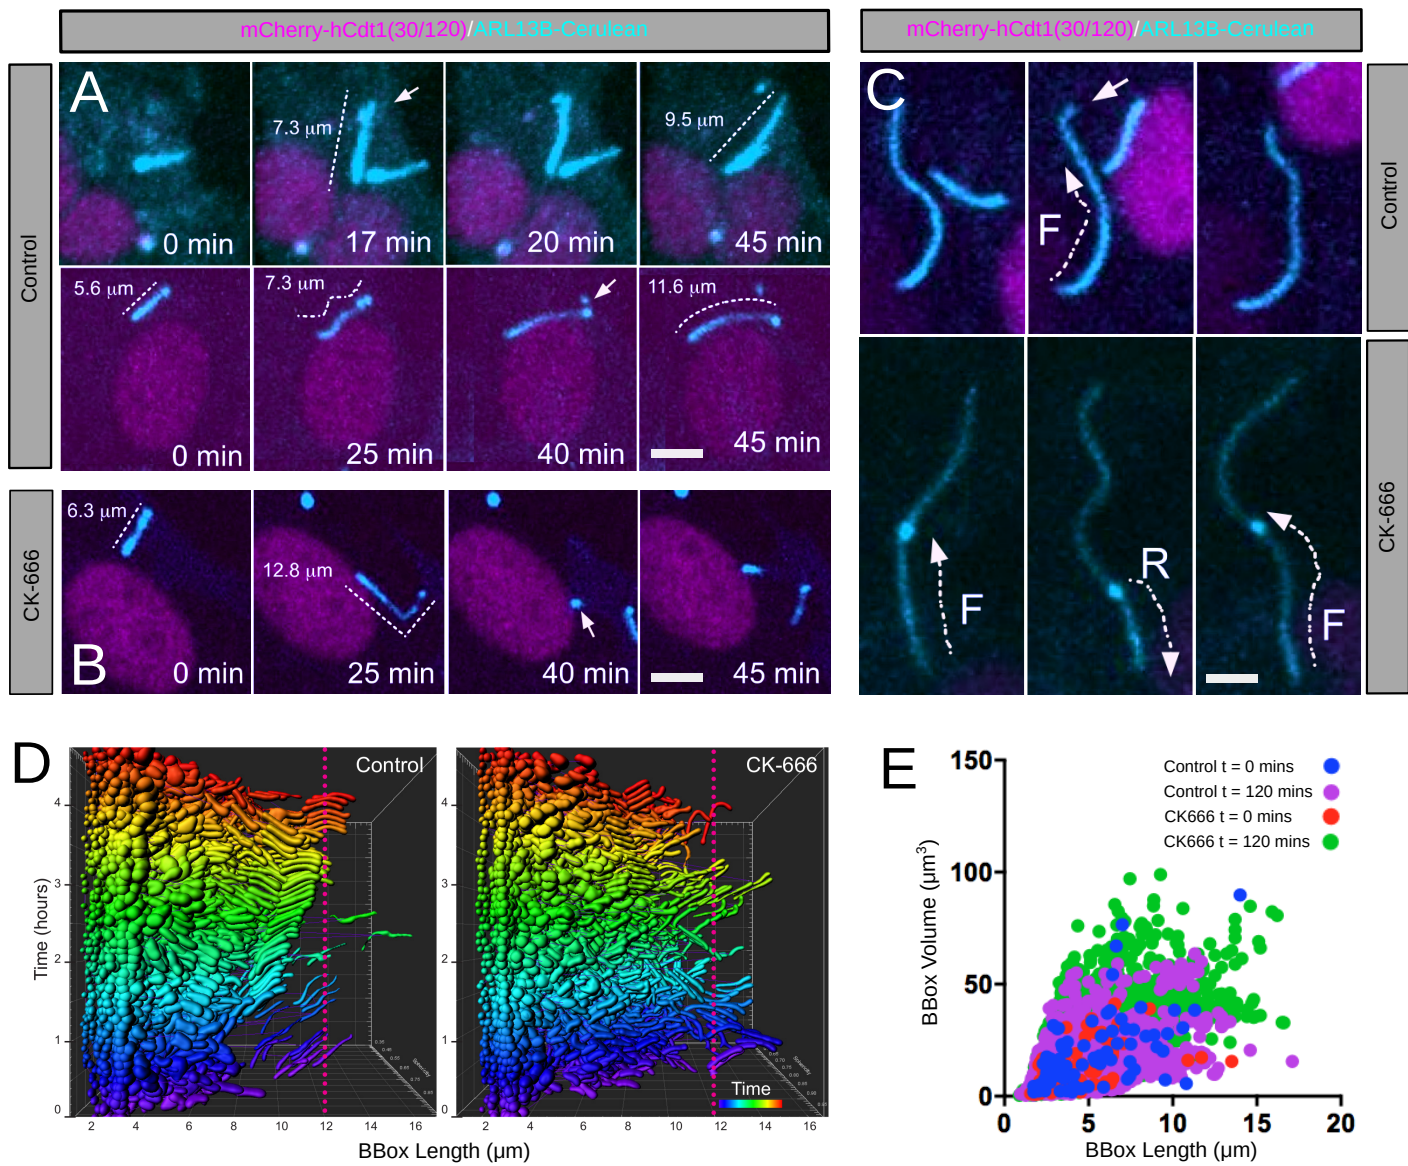 mCherry-hCdt1(30/120)/ARL13B-Cerulean
mCherry-hCdt1(30/120)/ARL13B-Cerulean
A
Control
7.3 µm
9.5 µm
0 min
17 min
20 min
45 min
5.6 µm
7.3 µm
11.6 µm
0 min
25 min
40 min
45 min
CK-666
B
6.3 µm
12.8 µm
0 min
25 min
40 min
45 min
C
Control
F
CK-666
F
R
F
D
Control
CK-666
Time (hours)
4
3
2
1
0
4
3
2
1
0
Time
2 4 6 8 10 12 14 16
2 4 6 8 10 12 14 16
BBox Length (µm)
E
Control t = 0 mins
Control t = 120 mins
CK666 t = 0 mins
CK666 t = 120 mins
BBox Volume (µm³)
150
100
50
0
0 5 10 15 20
BBox Length (µm)